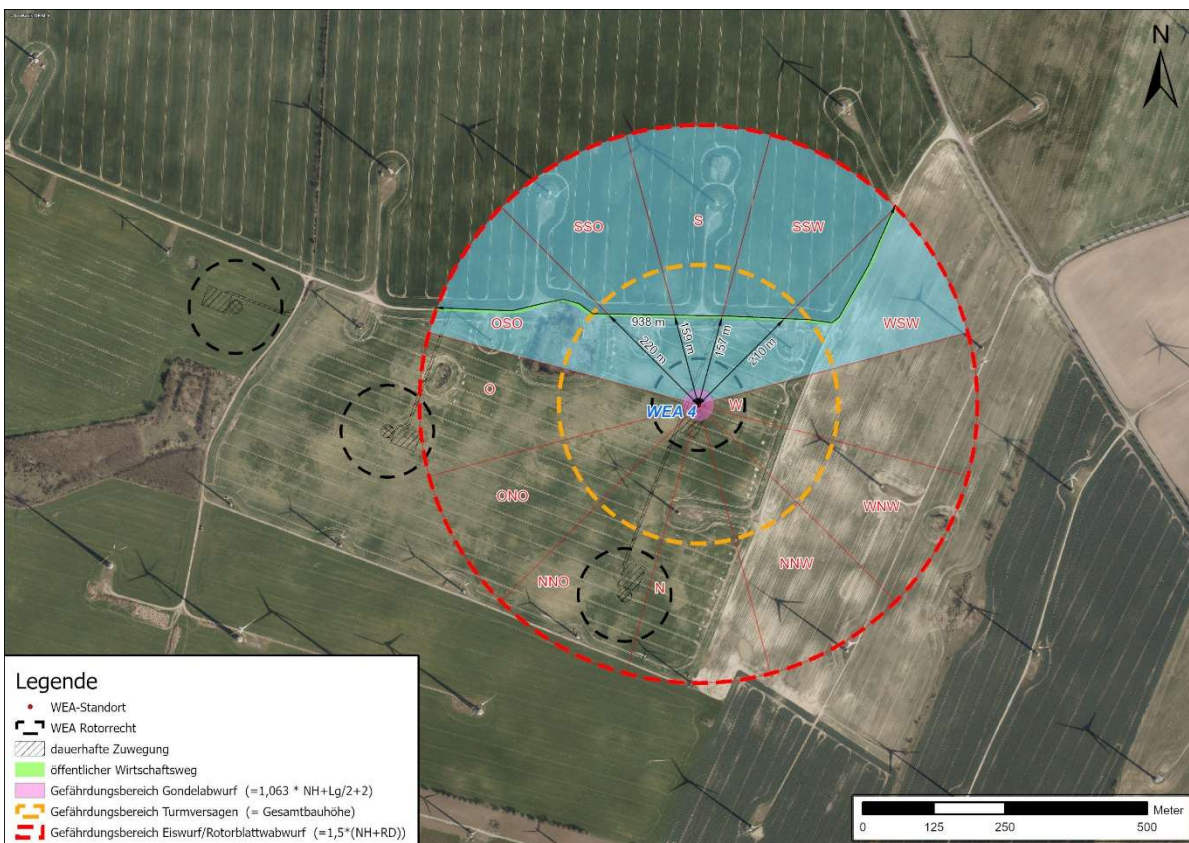 N
SSO
S
SSW
OSO
WSW
938 m
220 m
159 m
157 m
210 m
O
WEA 4
W
ONO
WNW
NNO
N
NNW
Legende
WEA-Standort
WEA Rotorrecht
dauerhafte Zuwegung
öffentlicher Wirtschaftsweg
Gefährdungsbereich Gondelabwurf (=1,063 * NH+Lg/2+2)
Gefährdungsbereich Turmversagen (= Gesamtbauhöhe)
Gefährdungsbereich Eiswurf/Rotorblattwabwurf (=1,5*(NH+RD))
Meter
0 125 250 500